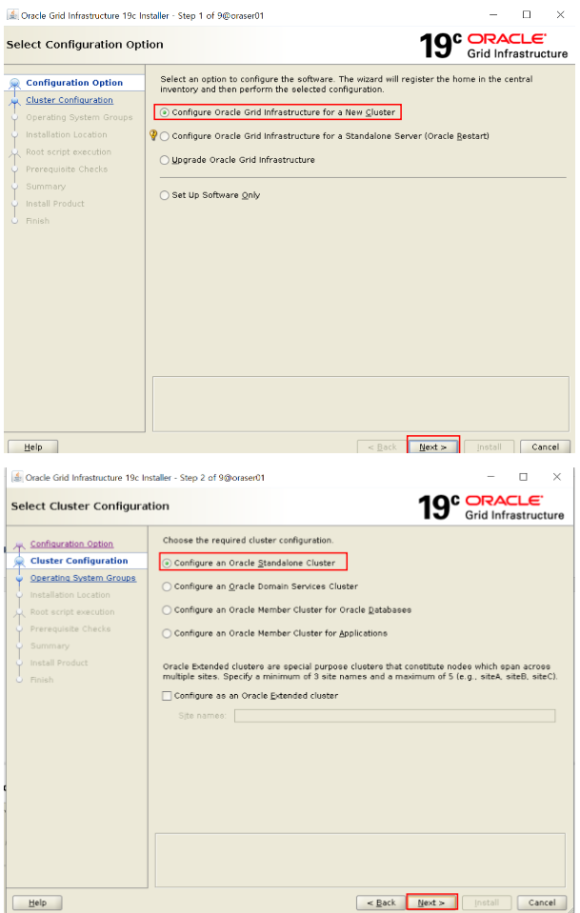 Oracle Grid Infrastructure 19c Installer - Step 1 of 9@oraser01
Select Configuration Option
19c ORACLE
Grid Infrastructure
Configuration Option
Cluster Configuration
Operating System Groups
Installation Location
Root script execution
Prerequisite Checks
Summary
Install Product
Finish
Select an option to configure the software. The wizard will register the home in the central
inventory and then perform the selected configuration.
Configure Oracle Grid Infrastructure for a New Cluster
Configure Oracle Grid Infrastructure for a Standalone Server (Oracle Restart)
Upgrade Oracle Grid Infrastructure
Set Up Software Only
Help
< Back
Next >
Install
Cancel
Oracle Grid Infrastructure 19c Installer - Step 2 of 9@oraser01
Select Cluster Configuration
19c ORACLE
Grid Infrastructure
Configuration Option
Cluster Configuration
Operating System Groups
Installation Location
Root script execution
Prerequisite Checks
Summary
Install Product
Finish
Choose the required cluster configuration.
Configure an Oracle Standalone Cluster
Configure an Oracle Domain Services Cluster
Configure an Oracle Member Cluster for Oracle Databases
Configure an Oracle Member Cluster for Applications
Oracle Extended clusters are special purpose clusters that constitute nodes which span across
multiple sites. Specify a minimum of 3 site names and a maximum of 5 (e.g., siteA, siteB, siteC).
Configure as an Oracle Extended cluster
Site names:
Help
< Back
Next >
Install
Cancel